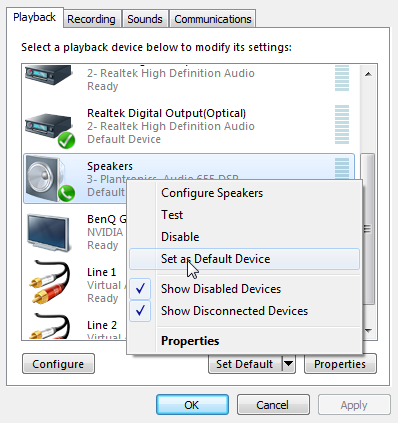 Playback
Recording
Sounds
Communications
Select a playback device below to modify its settings:
2- Realtek High Definition Audio
Ready
Realtek Digital Output(Optical)
2- Realtek High Definition Audio
Default Device
Speakers
3- Plantronics Audio 655 DSP
Default
BenQ G
NVIDIA
Ready
Line 1
Virtual
Ready
Line 2
Virtual
Ready
Configure Speakers
Test
Disable
Set as Default Device
Show Disabled Devices
Show Disconnected Devices
Properties
Configure
Set Default
Properties
OK
Cancel
Apply